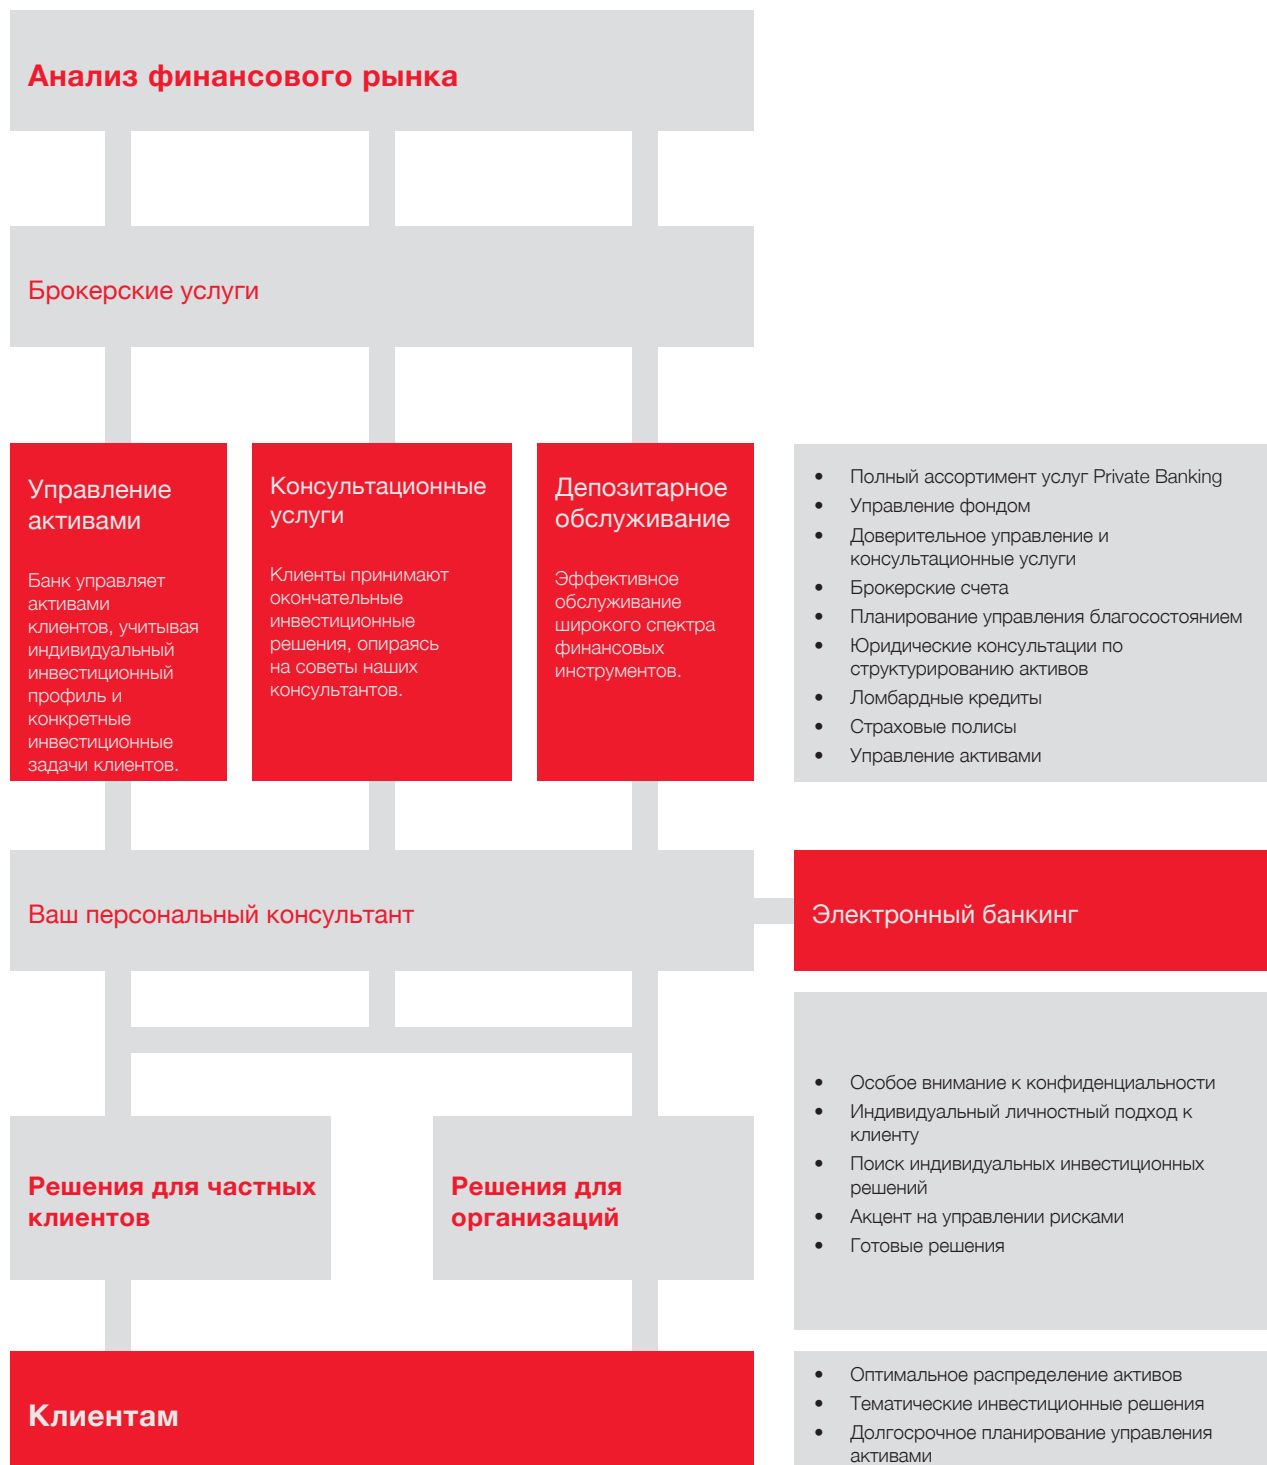 Анализ финансового рынка
Брокерские услуги
Управление
активами
Банк управляет
активами
клиентов, учитывая
индивидуальный
инвестиционный
профиль и
конкретные
инвестиционные
задачи клиентов.
Консультационные
услуги
Клиенты принимают
окончательные
инвестиционные
решения, опираясь
на советы наших
консультантов.
Депозитарное
обслуживание
Эффективное
обслуживание
широкого спектра
финансовых
инструментов.
• Полный ассортимент услуг Private Banking
• Управление фондом
• Доверительное управление и
консультационные услуги
• Брокерские счета
• Планирование управления благосостоянием
• Юридические консультации по
структурированию активов
• Ломбардные кредиты
• Страховые полисы
• Управление активами
Ваш персональный консультант
Электронный банкинг
• Особое внимание к конфиденциальности
• Индивидуальный личностный подход к
клиенту
• Поиск индивидуальных инвестиционных
решений
• Акцент на управлении рисками
• Готовые решения
Решения для частных
клиентов
Решения для
организаций
Клиентам
• Оптимальное распределение активов
• Тематические инвестиционные решения
• Долгосрочное планирование управления
активами